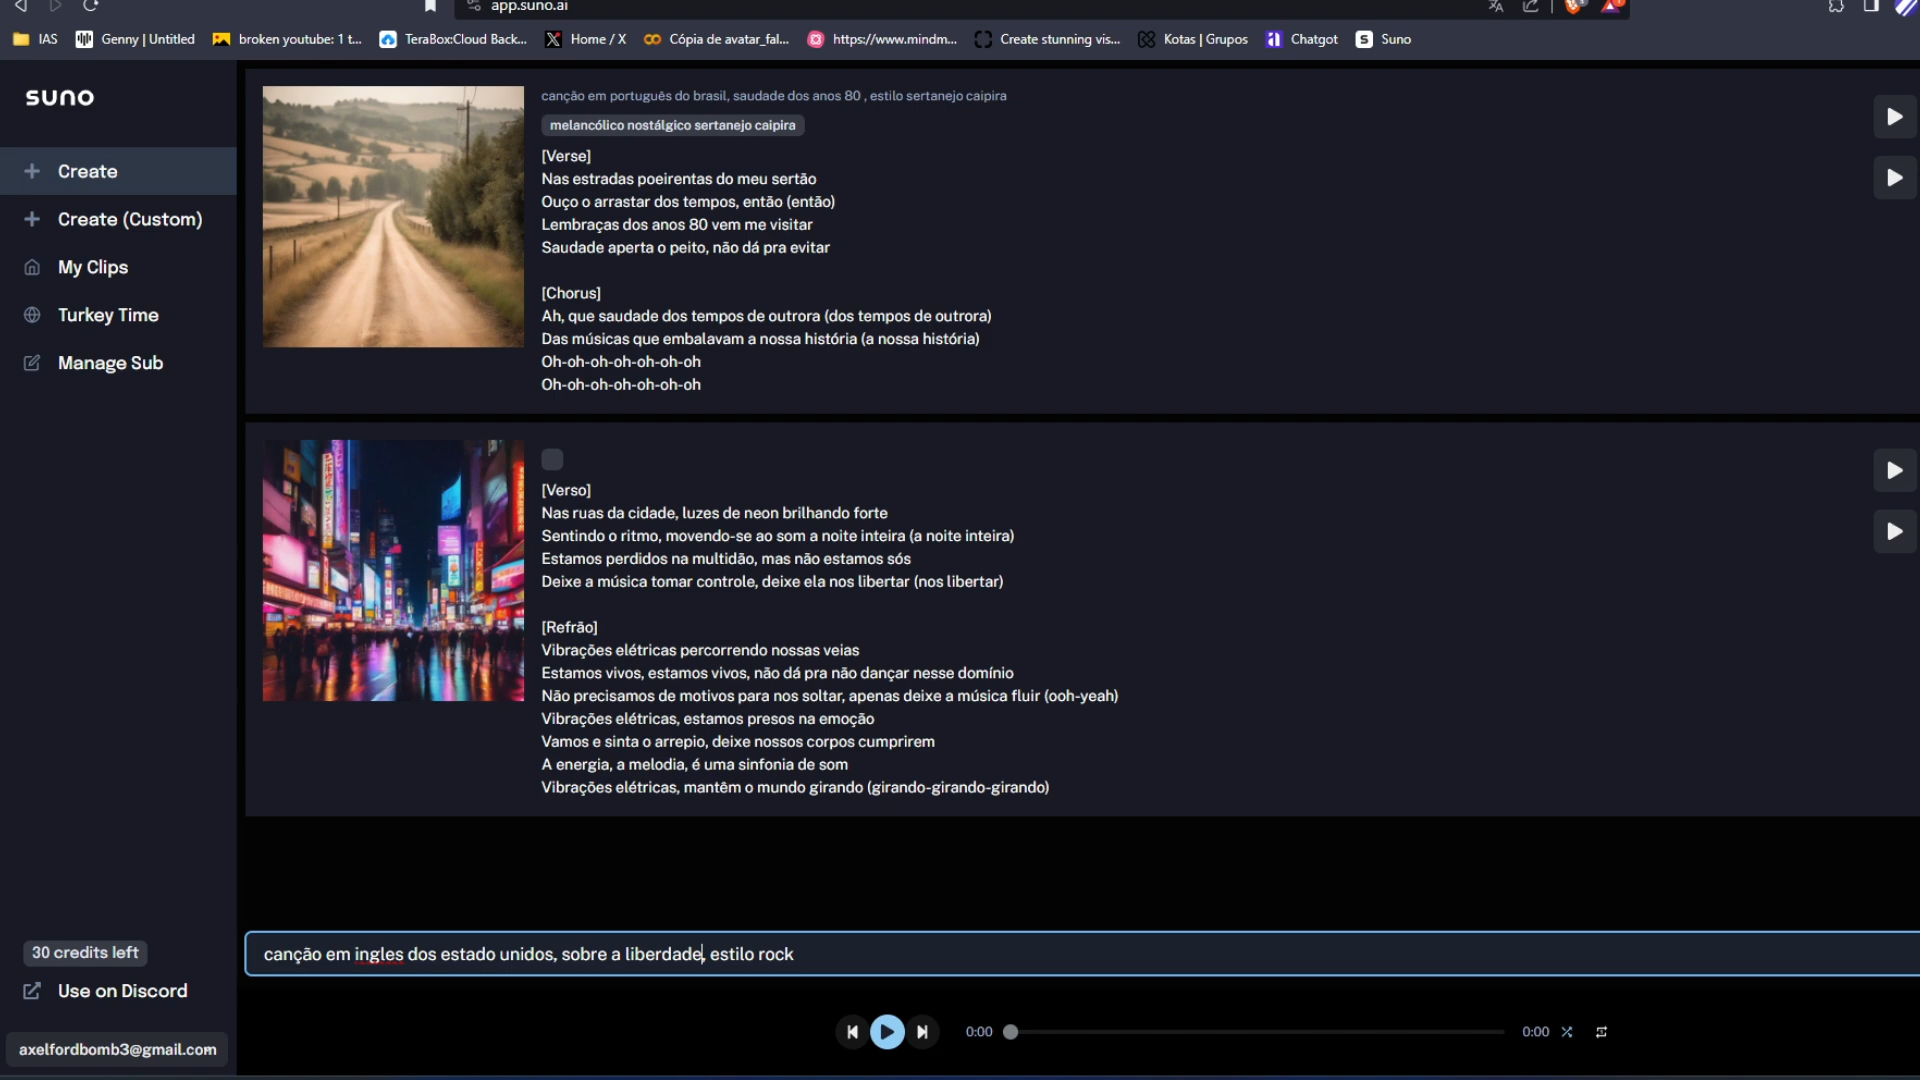 app.suno.ai
IAS
Genny | Untitled
broken youtube: 1 t...
TeraBox:Cloud Back...
Home / X
Cópia de avatar_fal...
https://www.mindm...
Create stunning vis...
Kotas | Grupos
Chatgot
Suno
SUNO
Create
Create (Custom)
My Clips
Turkey Time
Manage Sub
canção em português do brasil, saudade dos anos 80 , estilo sertanejo caipira
melancólico nostálgico sertanejo caipira
[Verse]
Nas estradas poeirentas do meu sertão
Ouço o arrastar dos tempos, então (então)
Lembraças dos anos 80 vem me visitar
Saudade aperta o peito, não dá pra evitar
[Chorus]
Ah, que saudade dos tempos de outrora (dos tempos de outrora)
Das músicas que embalavam a nossa história (a nossa história)
Oh-oh-oh-oh-oh-oh-oh
Oh-oh-oh-oh-oh-oh-oh
[Verso]
Nas ruas da cidade, luzes de neon brilhando forte
Sentindo o ritmo, movendo-se ao som a noite inteira (a noite inteira)
Estamos perdidos na multidão, mas não estamos sós
Deixe a música tomar controle, deixe ela nos libertar (nos libertar)
[Refrão]
Vibrações elétricas percorrendo nossas veias
Estamos vivos, estamos vivos, não dá pra não dançar nesse domínio
Não precisamos de motivos para nos soltar, apenas deixe a música fluir (ooh-yeah)
Vibrações elétricas, estamos presos na emoção
Vamos e sinta o arrepio, deixe nossos corpos cumprirem
A energia, a melodia, é uma sinfonia de som
Vibrações elétricas, mantêm o mundo girando (girando-girando-girando)
30 credits left
Use on Discord
axelfordbomb3@gmail.com
canção em ingles dos estado unidos, sobre a liberdade, estilo rock
0:00
0:00